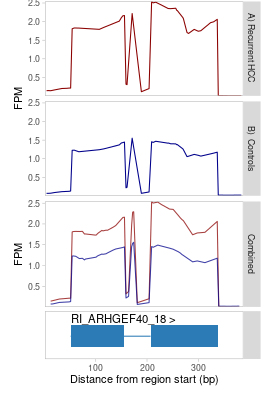 2.5
2.0
1.5
1.0
0.5
FPM
A) Recurrent HCC
2.5
2.0
1.5
1.0
0.5
B) Controls
2.5
2.0
1.5
1.0
0.5
FPM
Combined
RI_ARHGEF40_18 >
100 200 300
Distance from region start (bp)